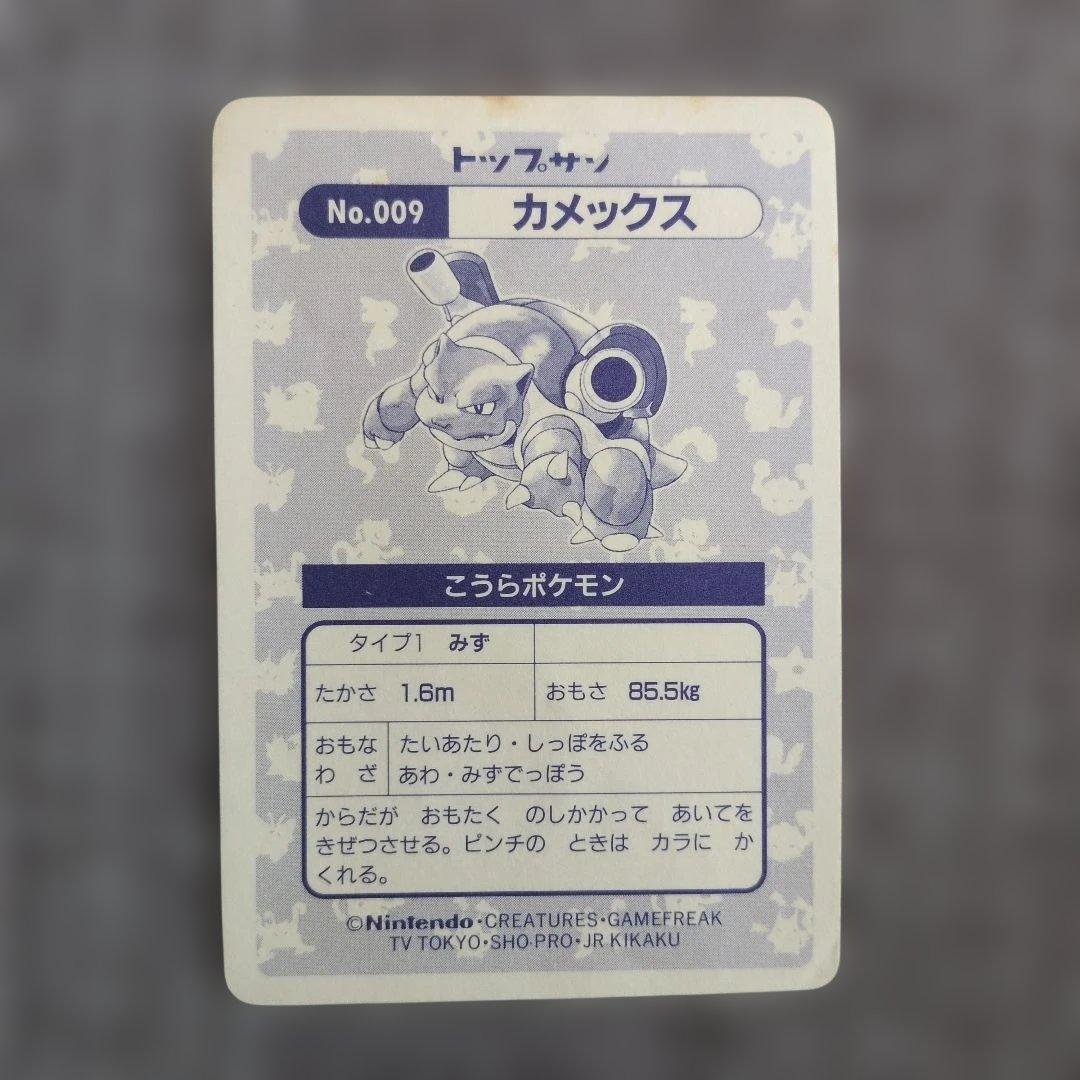 トップサン
No.009 カメックス
こうらポケモン
タイプ1 みず
たかさ 1.6m おもさ 85.5kg
おもな わざ たいあたり・しっぽをふる
あわ・みずでっぽう
からだが おもたく のしかかって あいてを
きぜつさせる。ピンチの ときは カラに か
くれる。
©Nintendo・CREATURES・GAMEFREAK
TV TOKYO・SHO-PRO・JR KIKAKU